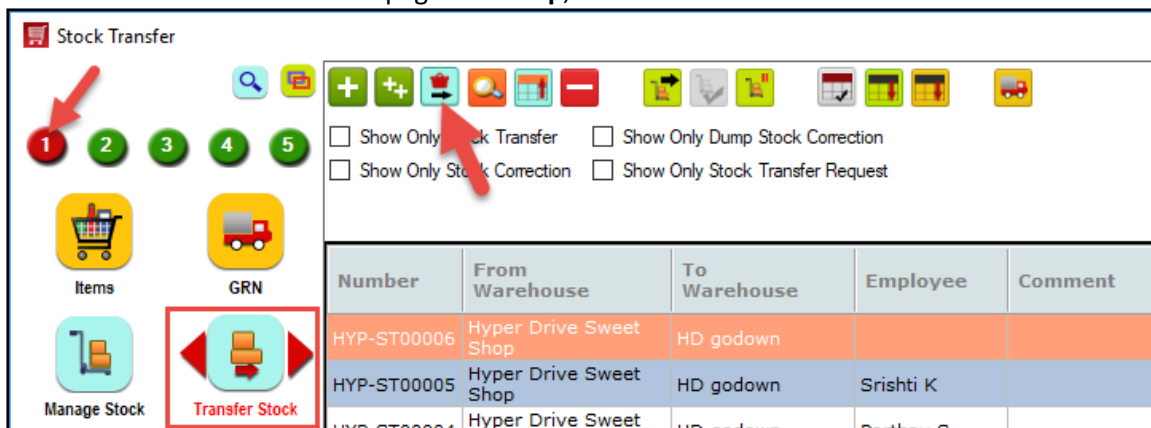 Stock Transfer
1 2 3 4 5
Show Only Stock Transfer Show Only Dump Stock Correction
Show Only Stock Correction Show Only Stock Transfer Request
Items GRN
Manage Stock Transfer Stock
Number From Warehouse To Warehouse Employee Comment
HYP-ST00006 Hyper Drive Sweet Shop HD godown
HYP-ST00005 Hyper Drive Sweet Shop HD godown Srishti K
Hyper Drive Sweet